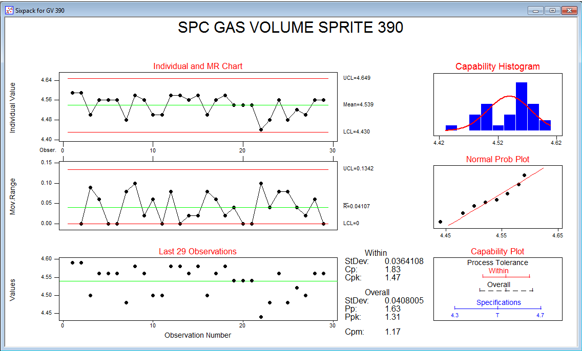 Sixpack for GV 390
SPC GAS VOLUME SPRITE 390
Individual and MR Chart
Individual Value
4.64
4.56
4.48
4.40
UCL=4.649
Mean=4.539
LCL=4.430
Obser.
0
10
20
30
Mov.Range
0.15
0.10
0.05
0.00
UCL=0.1342
R=0.04107
LCL=0
Last 29 Observations
Values
4.60
4.55
4.50
4.45
0
10
20
30
Observation Number
Capability Histogram
4.42
4.52
4.62
Normal Prob Plot
4.45
4.55
4.65
Within
StDev: 0.0364108
Cp: 1.83
Cpk: 1.47
Overall
StDev: 0.0408005
Pp: 1.63
Ppk: 1.31
Cpm: 1.17
Capability Plot
Process Tolerance
Within
Overall
Specifications
4.3
T
4.7